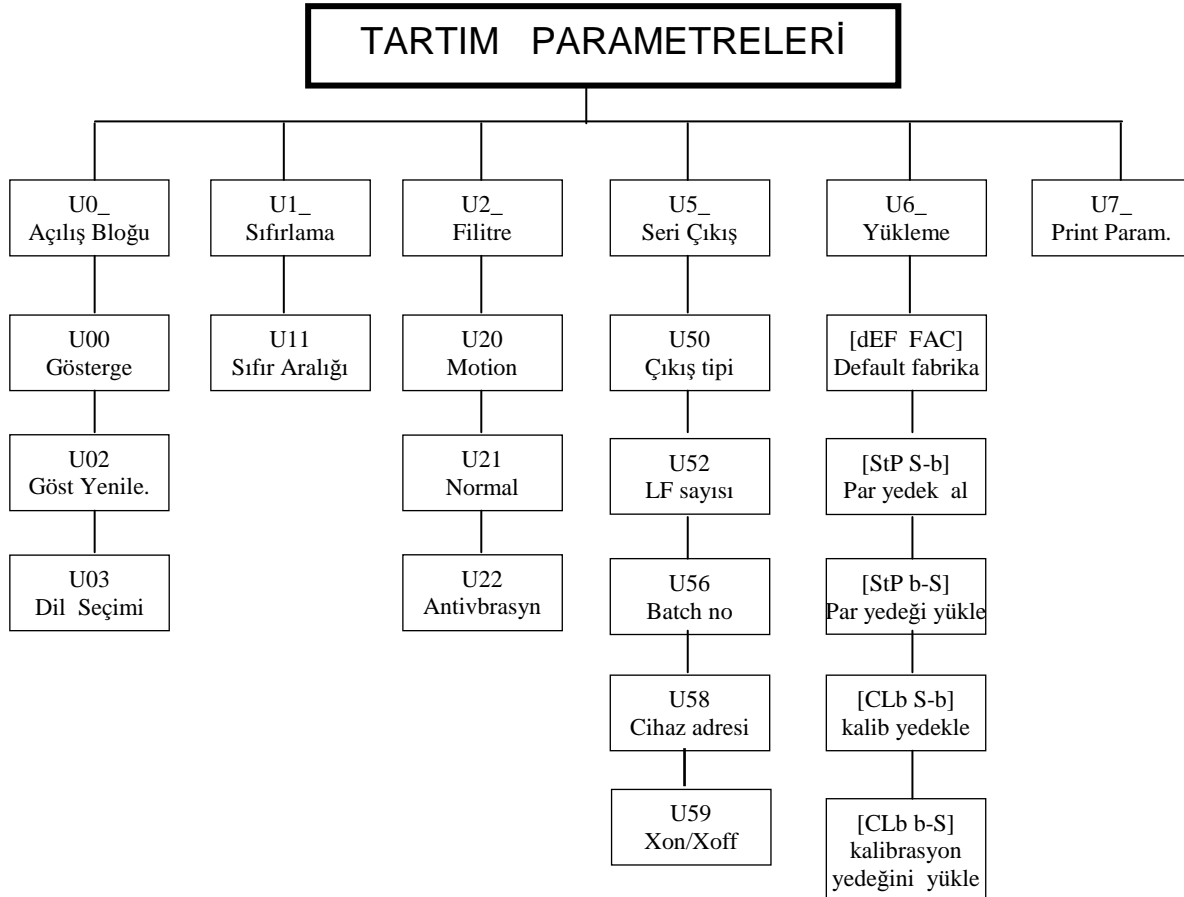 TARTIM PARAMETRELERİ
U0_
Açılış Bloğu
U1_
Sıfırlama
U2_
Filitre
U5_
Seri Çıkış
U6_
Yükleme
U7_
Print Param.
U00
Gösterge
U11
Sıfır Aralığı
U20
Motion
U50
Çıkış tipi
[dEF FAC]
Default fabrika
U02
Göst Yenile.
U21
Normal
U52
LF sayısı
[StP S-b]
Par yedek al
U03
Dil Seçimi
U22
Antivbrasyn
U56
Batch no
[StP b-S]
Par yedeği yükle
U58
Cihaz adresi
[CLb S-b]
kalib yedekle
U59
Xon/Xoff
[CLb b-S]
kalibrasyon
yedeğini yükle